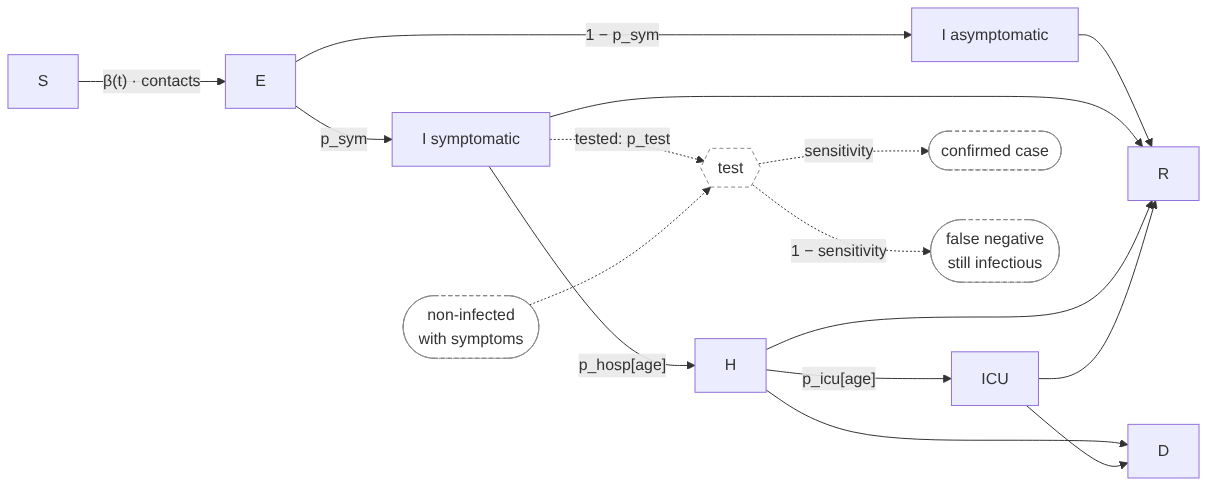 1 − p_sym
I asymptomatic
S
β(t) · contacts
E
p_sym
I symptomatic
tested: p_test
test
sensitivity
confirmed case
R
1 − sensitivity
false negative
still infectious
non-infected
with symptoms
p_hosp[age]
H
p_icu[age]
ICU
D